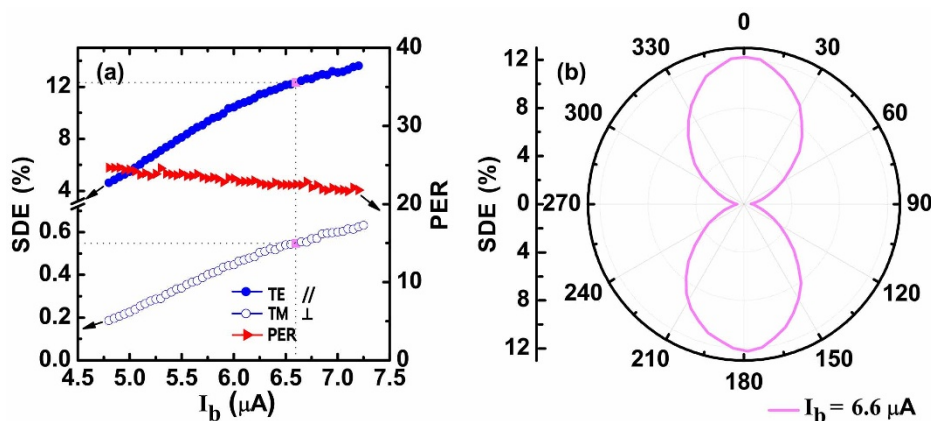 (a)
SDE (%)
12
8
4
0.6
0.4
0.2
0.0
40
30
20
10
0
PER
TE //
TM ⊥
PER
4.5 5.0 5.5 6.0 6.5 7.0 7.5
I_b (μA)
(b)
SDE (%)
12
8
4
0
4
8
12
0
30
60
90
120
150
180
210
240
270
300
330
I_b = 6.6 μA